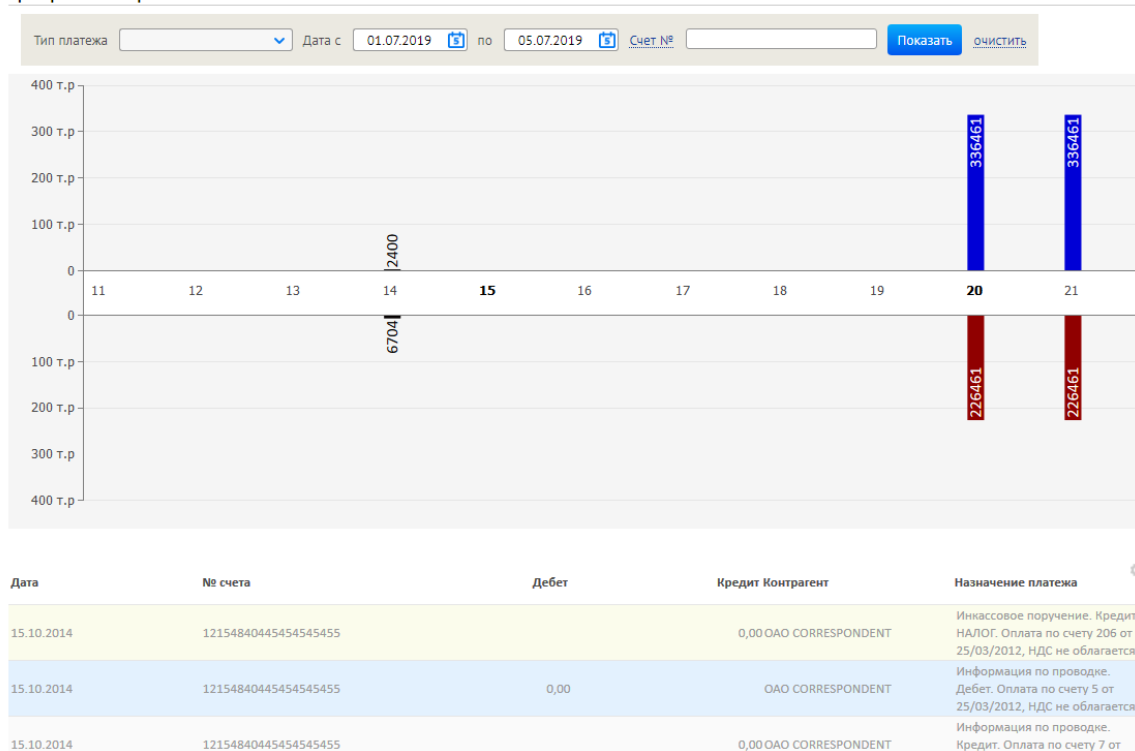 Тип платежа Дата с 01.07.2019 5 по 05.07.2019 5 Счет № Показать очистить
400 т.р
300 т.р
336461 336461
200 т.р
100 т.р
2400
0
11 12 13 14 15 16 17 18 19 20 21
0
6704
100 т.р
226461 226461
200 т.р
300 т.р
400 т.р
Дата № счета Дебет Кредит Контрагент Назначение платежа
Инкассовое поручение. Кредит
15.10.2014 12154840445454545455 0,00 ОАО CORRESPONDENT НАЛОГ. Оплата по счету 206 от
25/03/2012, НДС не облагается
Информация по проводке.
15.10.2014 12154840445454545455 0,00 ОАО CORRESPONDENT Дебет. Оплата по счету 5 от
25/03/2012, НДС не облагается
Информация по проводке.
15.10.2014 12154840445454545455 0,00 ОАО CORRESPONDENT Кредит. Оплата по счету 7 от